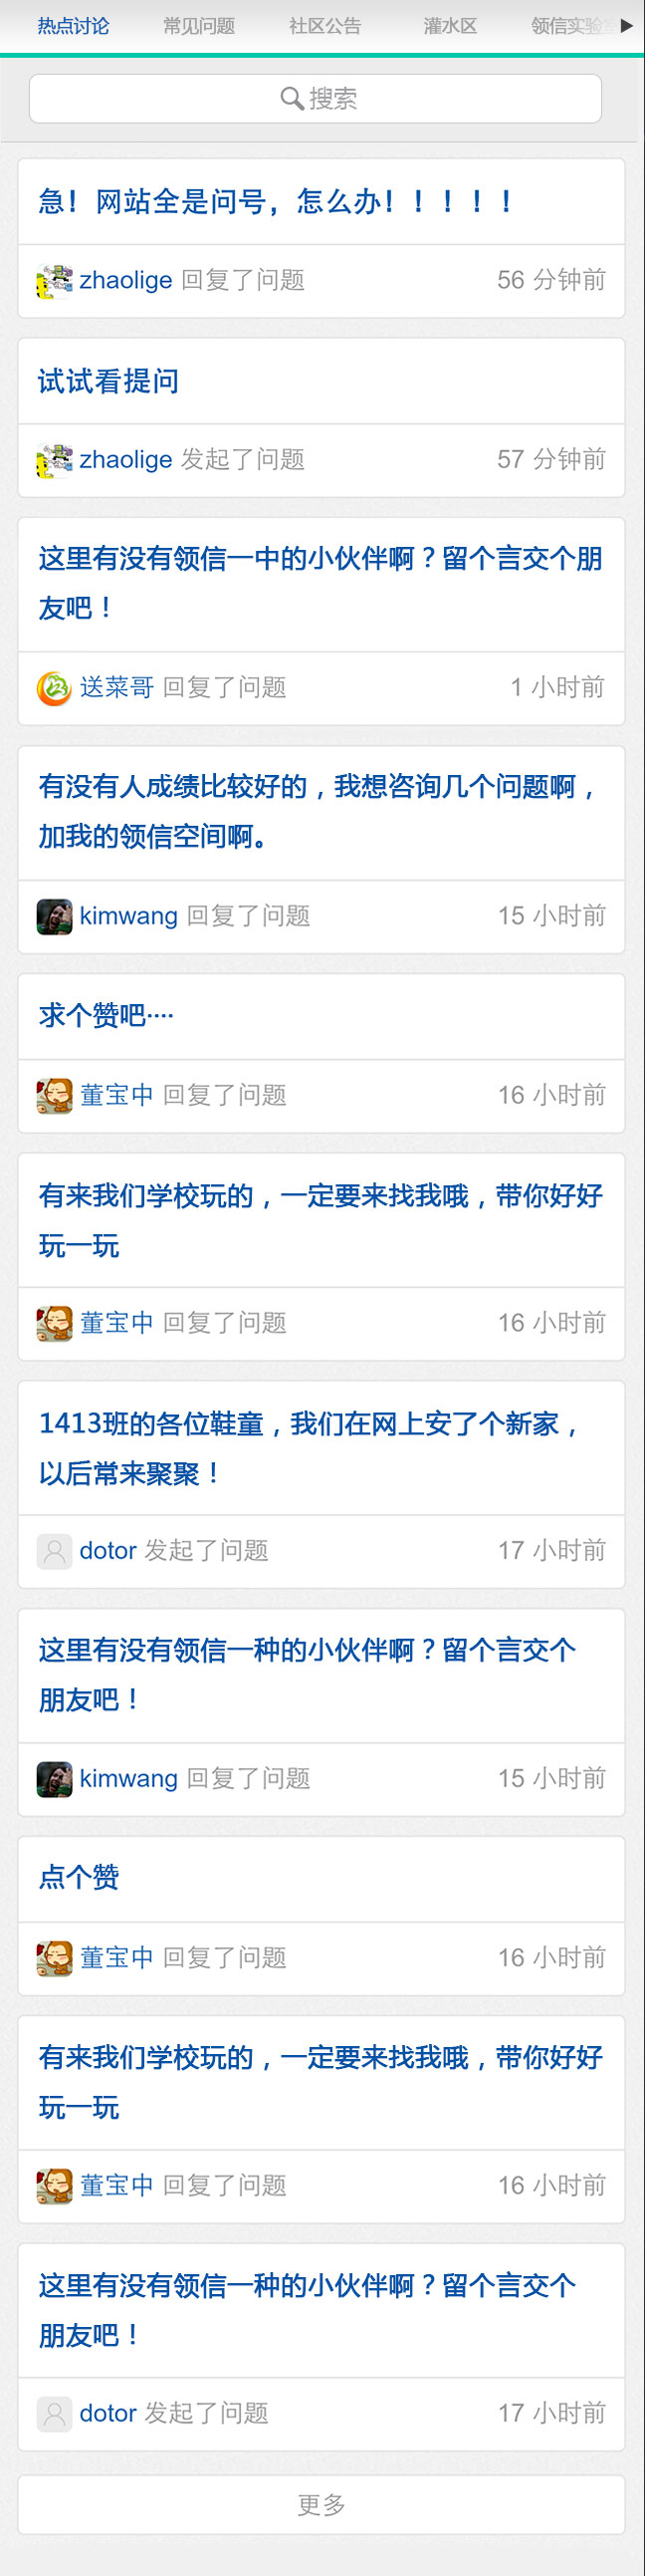 热点讨论 常见问题 社区公告 灌水区 领信实验室
搜索
急！网站全是问号，怎么办！！！！！
zhaolige 回复了问题 56 分钟前
试试看提问
zhaolige 发起了问题 57 分钟前
这里有没有领信一中的小伙伴啊？留个言交个朋
友吧！
送菜哥 回复了问题 1 小时前
有没有人成绩比较好的，我想咨询几个问题啊，
加我的领信空间啊。
kimwang 回复了问题 15 小时前
求个赞吧····
董宝中 回复了问题 16 小时前
有来我们学校玩的，一定要来找我哦，带你好好
玩一玩
董宝中 回复了问题 16 小时前
1413班的各位鞋童，我们在网上安了个新家，
以后常来聚聚！
dotor 发起了问题 17 小时前
这里有没有领信一种的小伙伴啊？留个言交个
朋友吧！
kimwang 回复了问题 15 小时前
点个赞
董宝中 回复了问题 16 小时前
有来我们学校玩的，一定要来找我哦，带你好好
玩一玩
董宝中 回复了问题 16 小时前
这里有没有领信一种的小伙伴啊？留个言交个
朋友吧！
dotor 发起了问题 17 小时前
更多